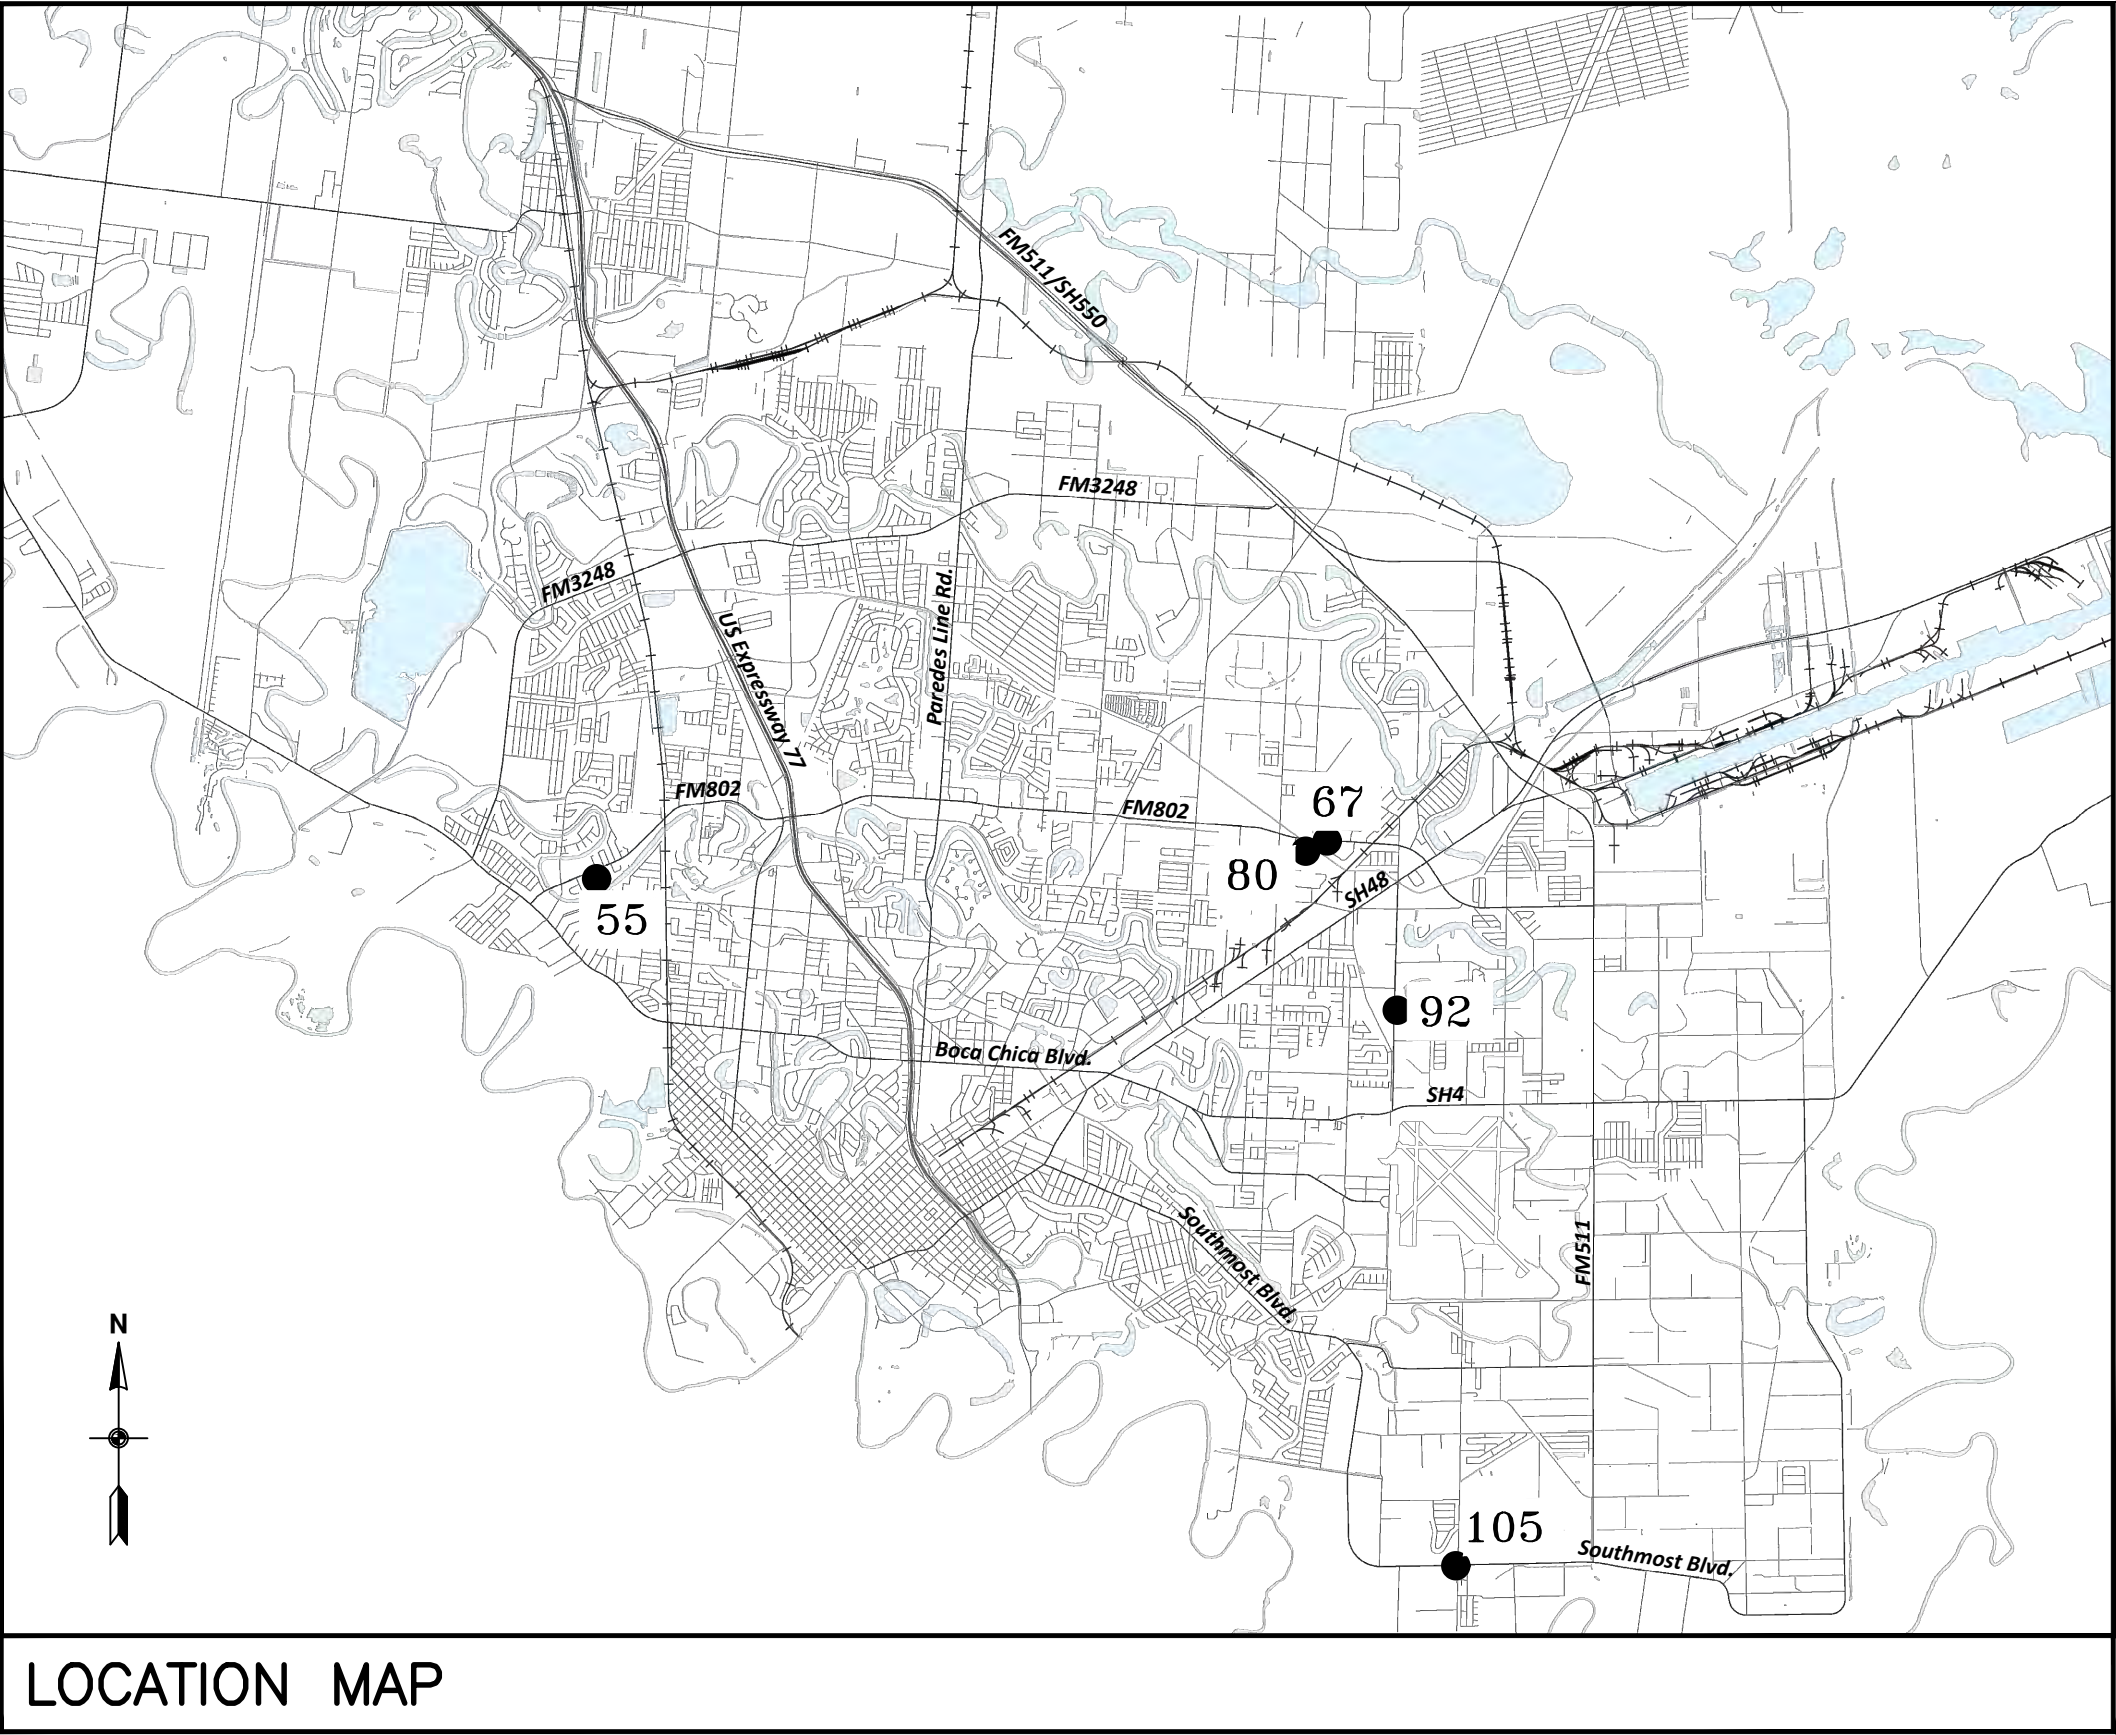 FM511/SH550
FM3248
FM3248
Paredes Line Rd.
US Expressway 77
FM802
FM802
67
80
SH48
55
92
Boca Chica Blvd.
SH4
Southmost Blvd.
FM511
N
105
Southmost Blvd.
LOCATION MAP